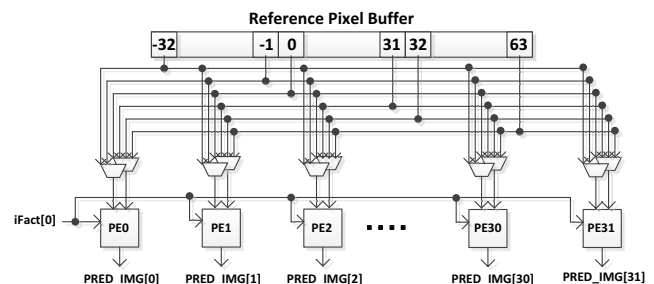 Reference Pixel Buffer
-32 -1 0 31 32 63
iFact[0] PE0 PE1 PE2 PE30 PE31
PRED_IMG[0] PRED_IMG[1] PRED_IMG[2] PRED_IMG[30] PRED_IMG[31]